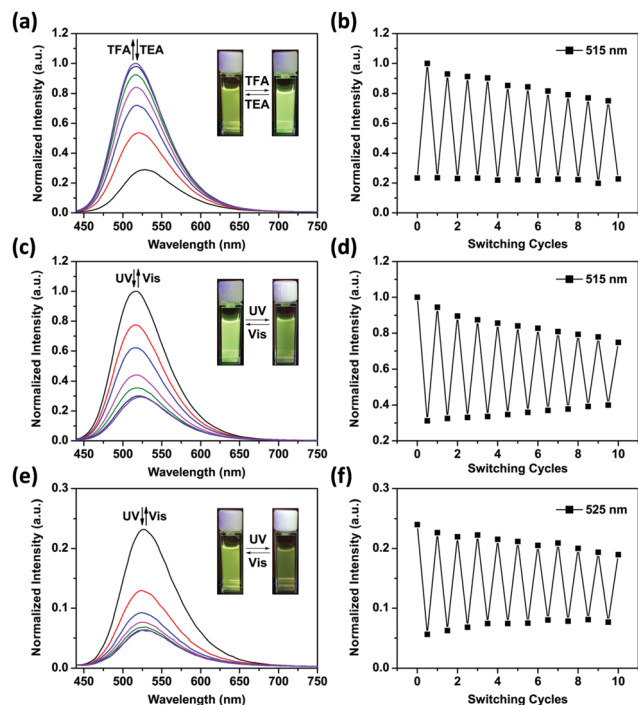 (a)
Normalized Intensity (a.u.)
1.2
1.0
0.8
0.6
0.4
0.2
0.0
TFA TEA
TFA
TEA
450 500 550 600 650 700 750
Wavelength (nm)
(b)
Normalized Intensity (a.u.)
1.2
1.0
0.8
0.6
0.4
0.2
0.0
515 nm
0 2 4 6 8 10
Switching Cycles
(c)
Normalized Intensity (a.u.)
1.2
1.0
0.8
0.6
0.4
0.2
0.0
UV Vis
UV
Vis
450 500 550 600 650 700 750
Wavelength (nm)
(d)
Normalized Intensity (a.u.)
1.2
1.0
0.8
0.6
0.4
0.2
515 nm
0 2 4 6 8 10
Switching Cycles
(e)
Normalized Intensity (a.u.)
0.3
0.2
0.1
0.0
UV Vis
UV
Vis
450 500 550 600 650 700 750
Wavelength (nm)
(f)
Normalized Intensity (a.u.)
0.3
0.2
0.1
0.0
525 nm
0 2 4 6 8 10
Switching Cycles